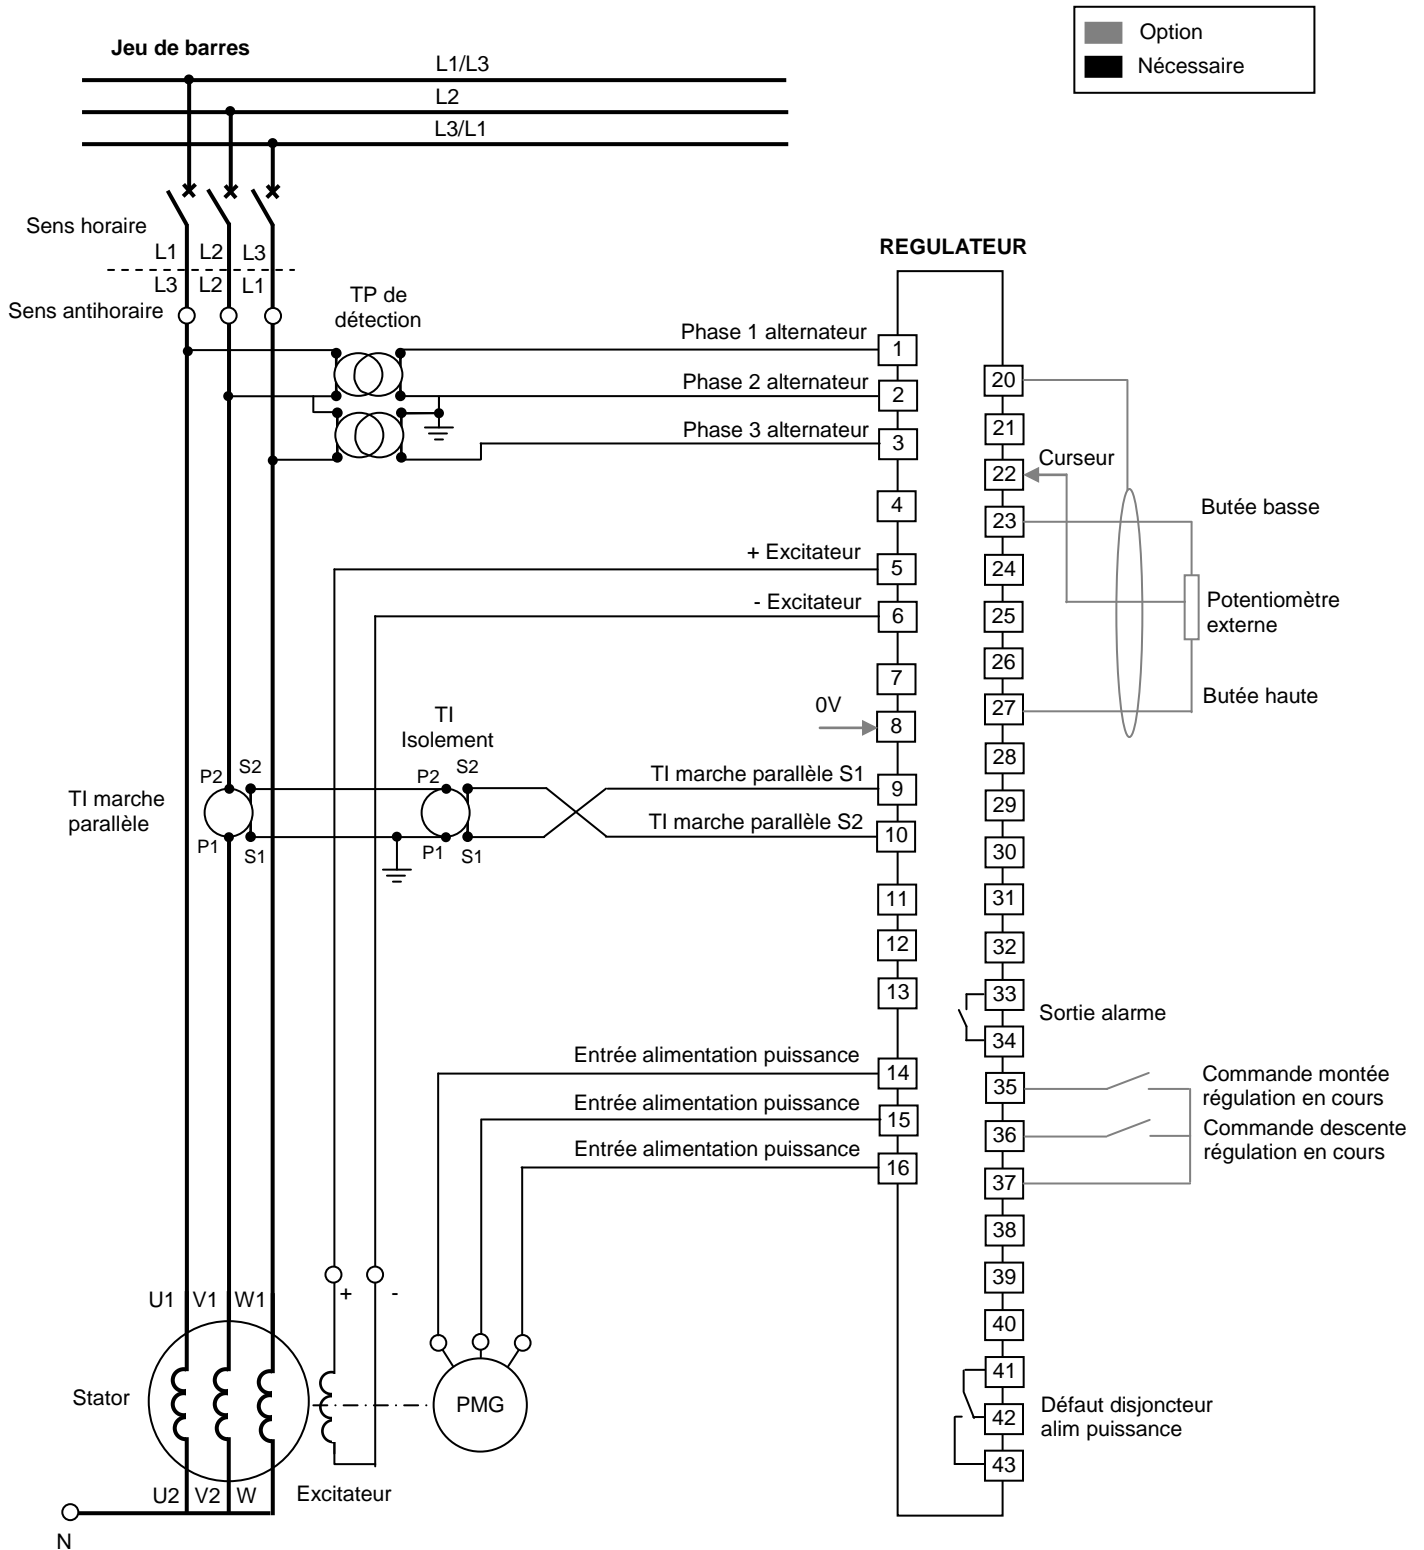 Option
Nécessaire
Jeu de barres
L1/L3
L2
L3/L1
Sens horaire
L1 L2 L3
L3 L2 L1
Sens antihoraire
TP de
détection
REGULATEUR
Phase 1 alternateur
1
Phase 2 alternateur
2
Phase 3 alternateur
3
4
+ Excitateur
5
- Excitateur
6
7
0V
8
TI
Isolement
P2 S2
P2 S2
TI marche parallèle S1
9
TI marche
parallèle
TI marche parallèle S2
10
P1 S1
P1 S1
11
12
13
Entrée alimentation puissance
14
Entrée alimentation puissance
15
Entrée alimentation puissance
16
20
21
22
Curseur
23
Butée basse
24
25
Potentiomètre
externe
26
27
Butée haute
28
29
30
31
32
33
Sortie alarme
34
35
Commande montée
régulation en cours
36
Commande descente
régulation en cours
37
38
39
40
41
42
Défaut disjoncteur
alim puissance
43
+ -
U1 V1 W1
Stator
PMG
U2 V2 W
Excitateur
N